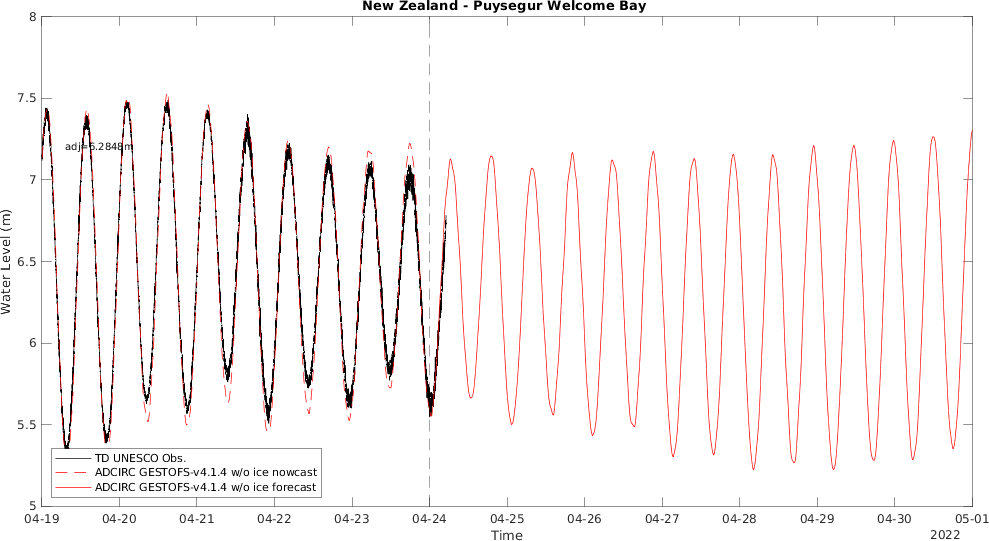 New Zealand - Puysegur Welcome Bay
8
7.5
7
6.5
6
5.5
5
Water Level (m)
adj=6.2848m
TD UNESCO Obs.
ADCIRC GESTOFS-v4.1.4 w/o ice nowcast
ADCIRC GESTOFS-v4.1.4 w/o ice forecast
04-19 04-20 04-21 04-22 04-23 04-24 04-25 04-26 04-27 04-28 04-29 04-30 05-01
Time
2022